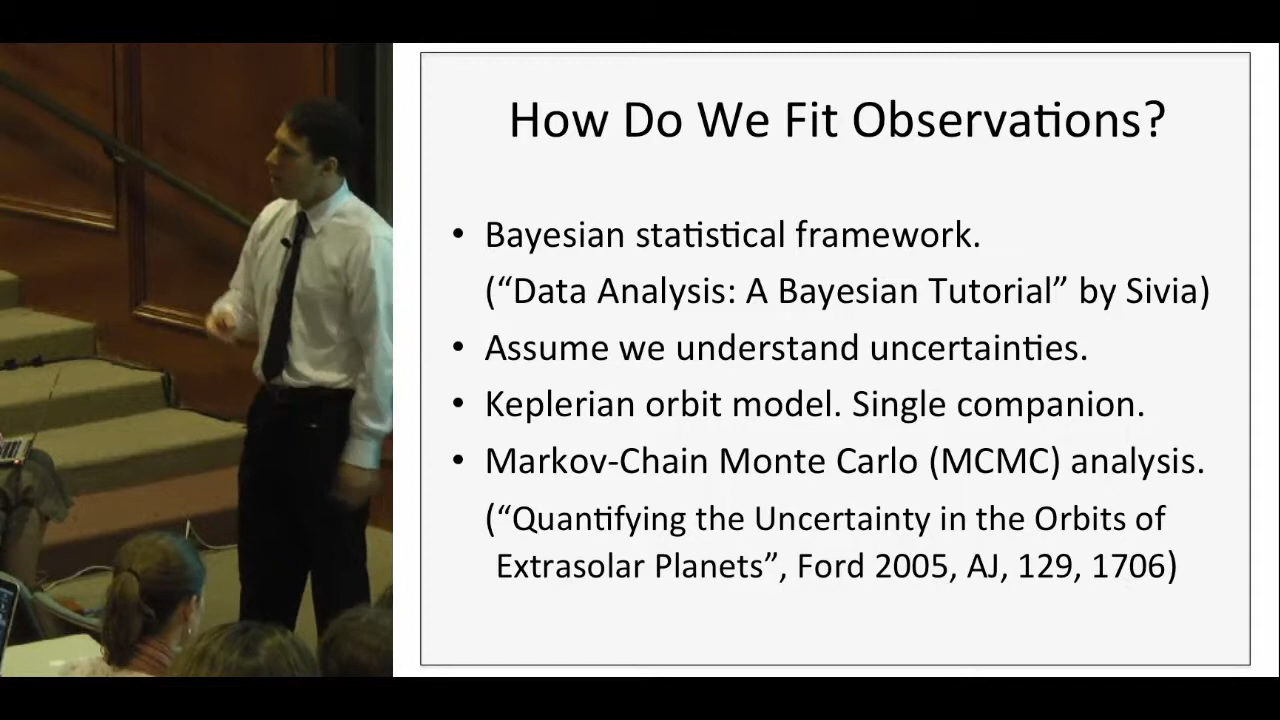 How Do We Fit Observations?
• Bayesian statistical framework.
(“Data Analysis: A Bayesian Tutorial” by Sivia)
• Assume we understand uncertainties.
• Keplerian orbit model. Single companion.
• Markov-Chain Monte Carlo (MCMC) analysis.
(“Quantifying the Uncertainty in the Orbits of
Extrasolar Planets”, Ford 2005, AJ, 129, 1706)